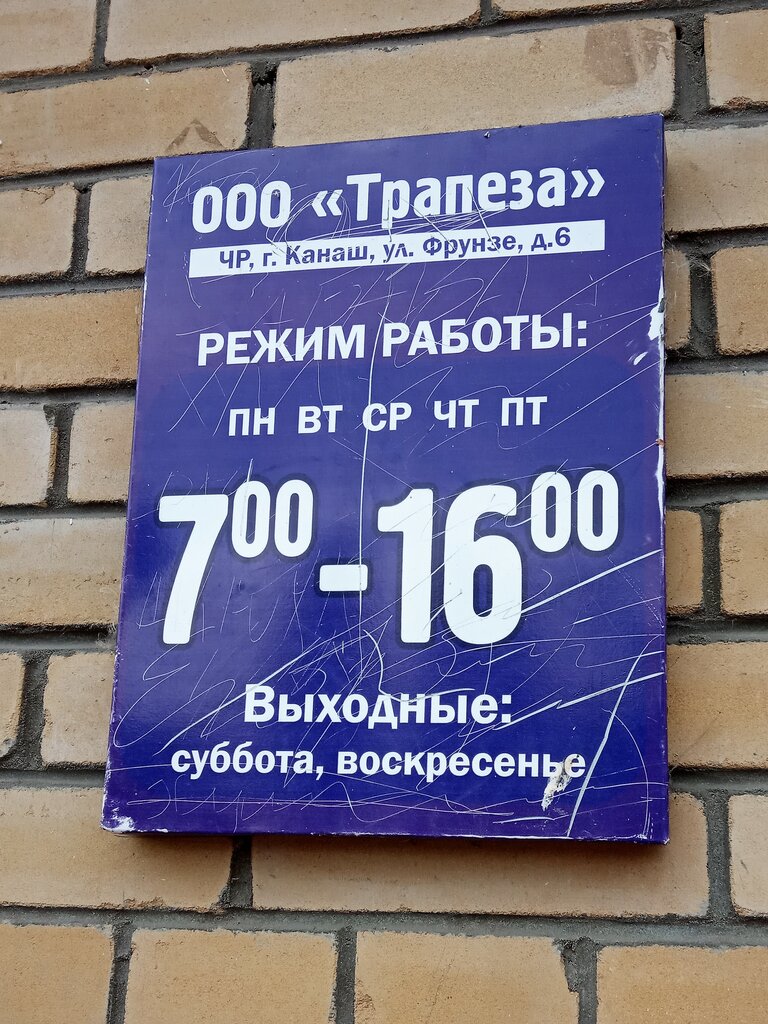 ООО «Трапеза»
ЧР, г. Канаш, ул. Фрунзе, д.6
РЕЖИМ РАБОТЫ:
ПН ВТ СР ЧТ ПТ
7⁰⁰-16⁰⁰
Выходные:
суббота, воскресенье